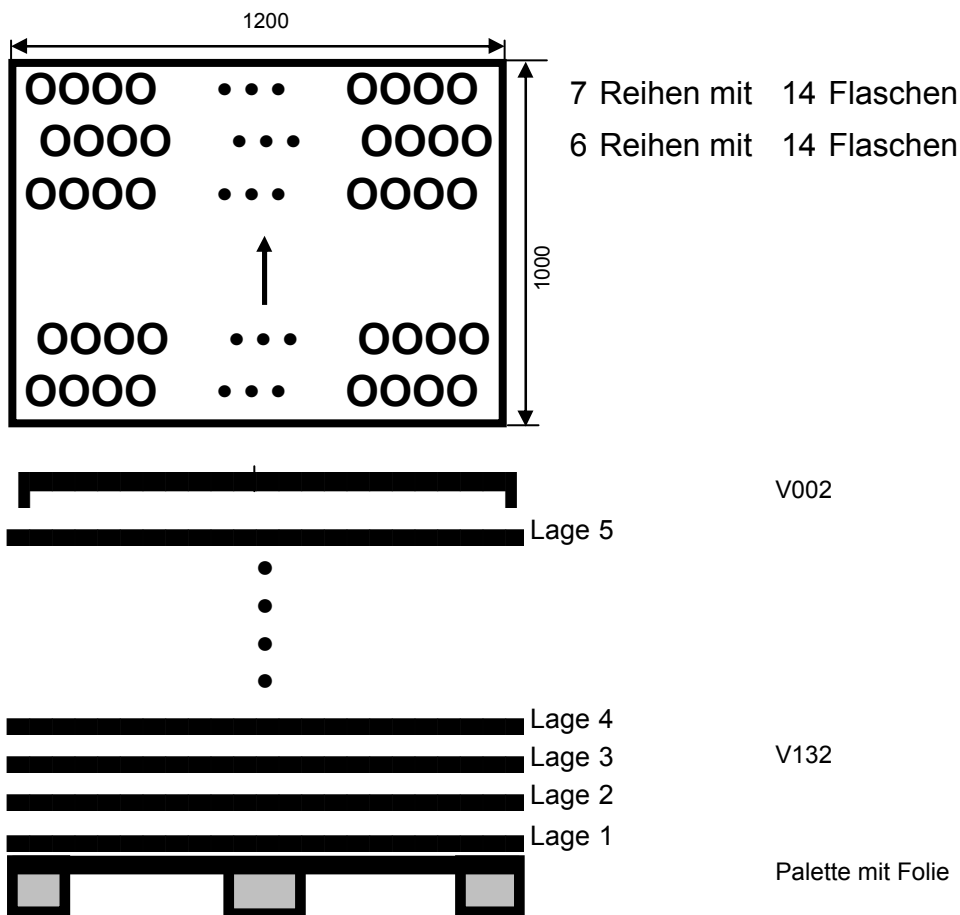 1200
OOOO • • • OOOO
7 Reihen mit 14 Flaschen
OOOO • • • OOOO
6 Reihen mit 14 Flaschen
OOOO • • • OOOO
1000
OOOO • • • OOOO
OOOO • • • OOOO
V002
Lage 5
Lage 4
Lage 3
V132
Lage 2
Lage 1
Palette mit Folie